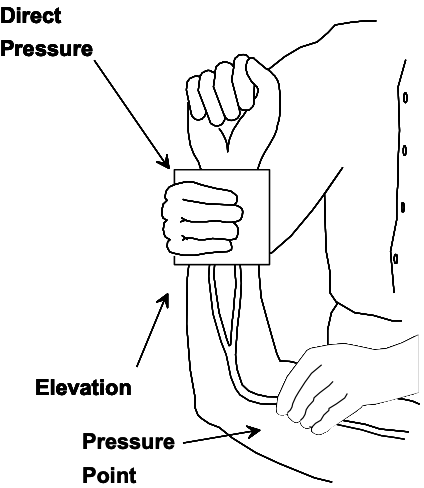 Direct
Pressure
Elevation
Pressure
Point